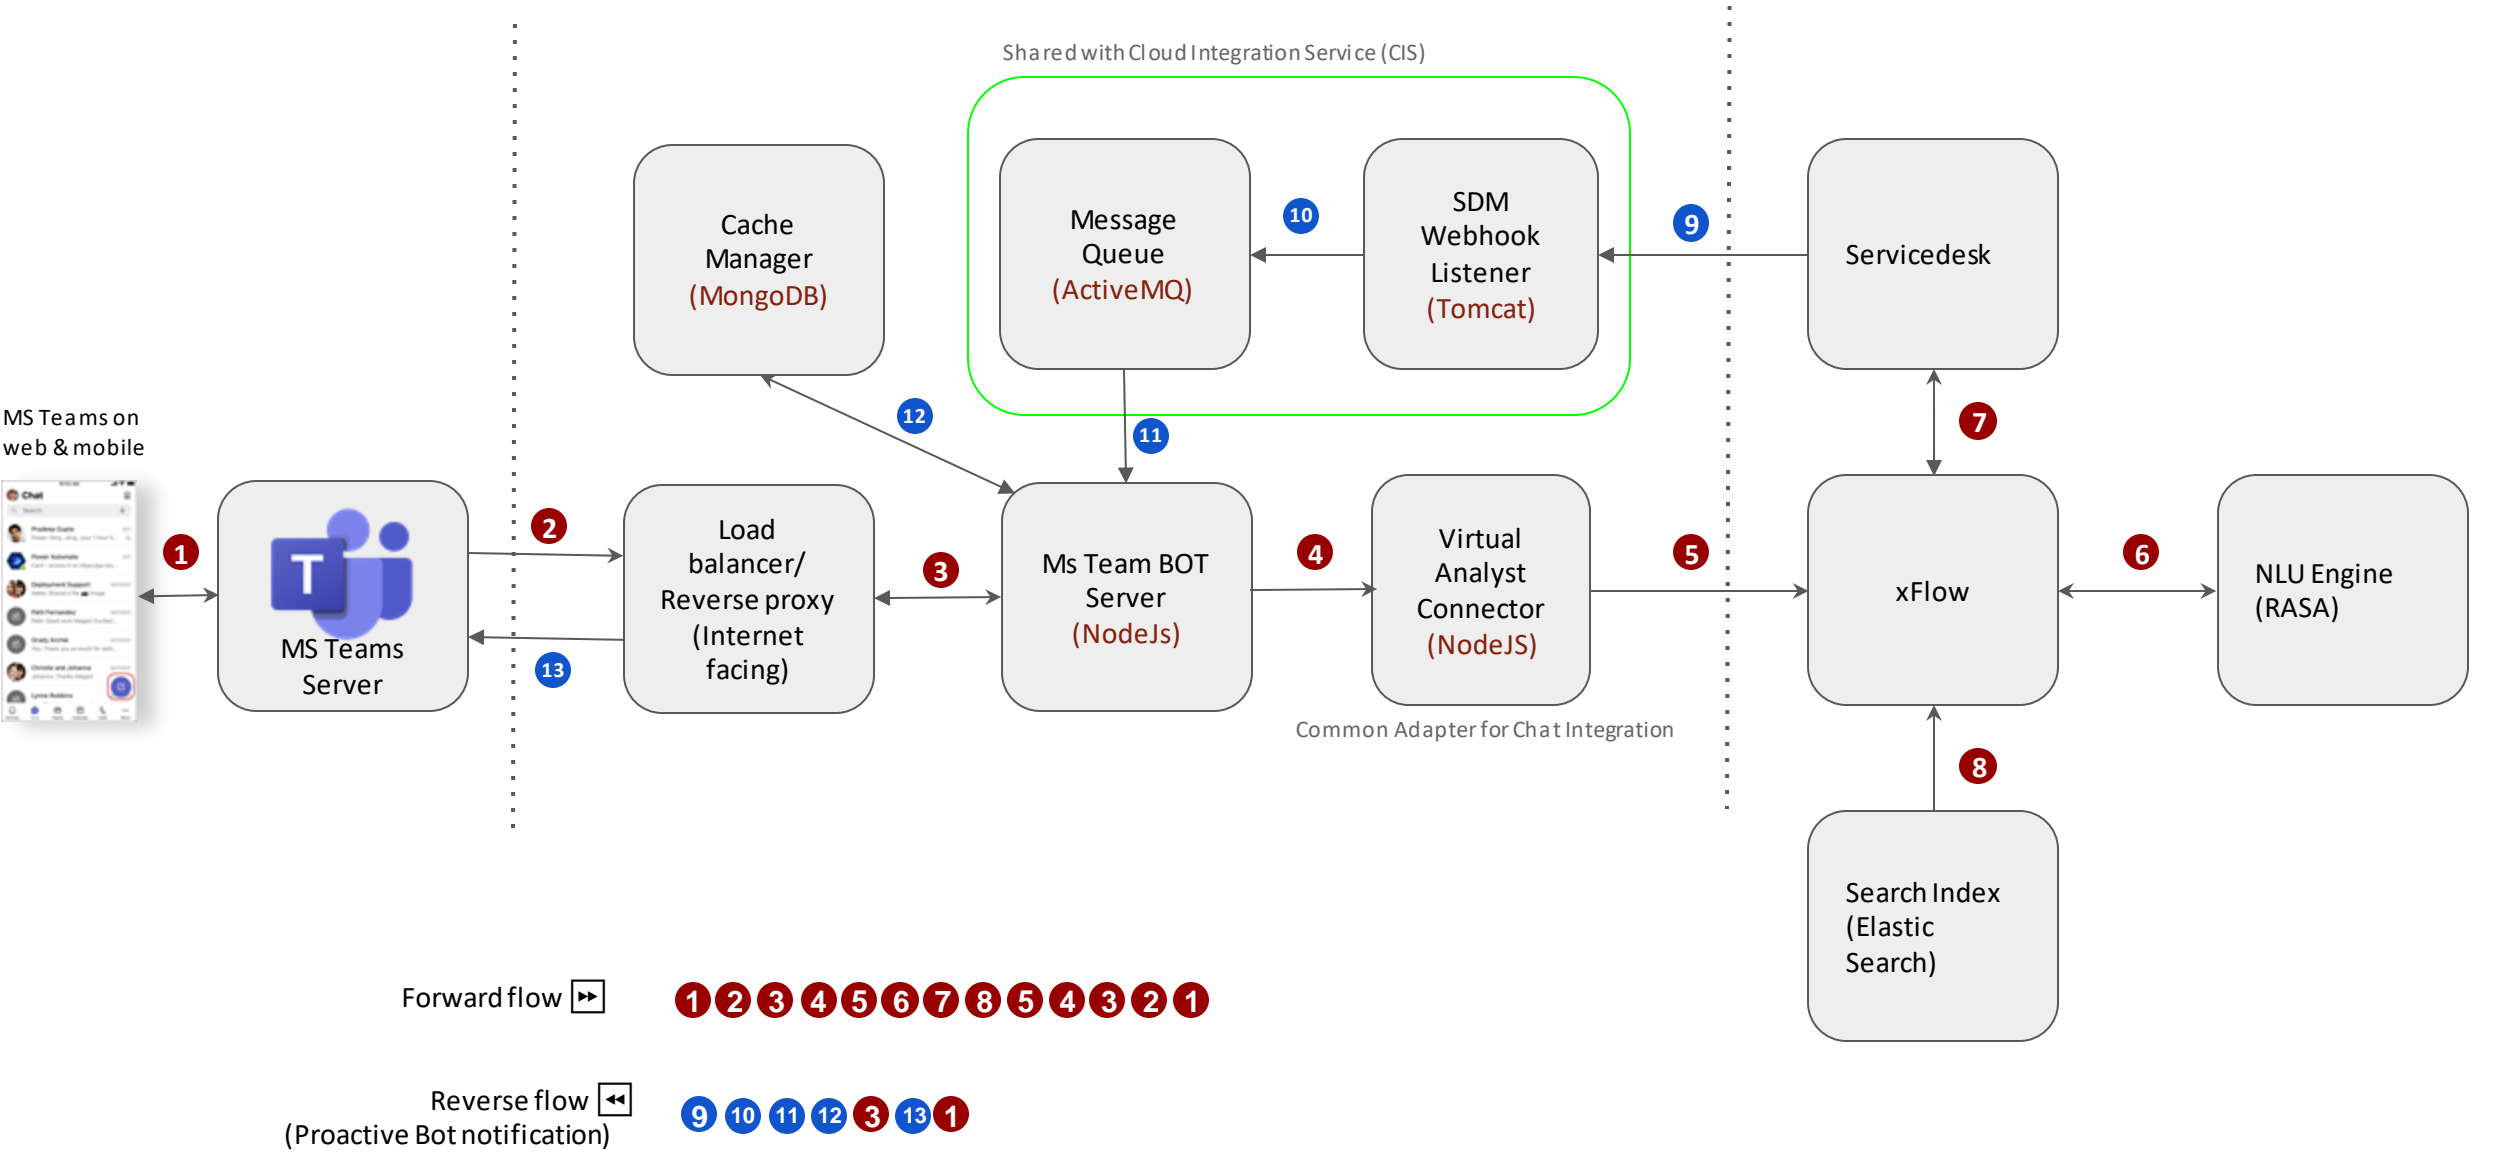 Shared with Cloud Integration Service (CIS)
Cache
Manager
(MongoDB)
Message
Queue
(ActiveMQ)
10
SDM
Webhook
Listener
(Tomcat)
9
Servicedesk
12
11
7
MS Teams on
web & mobile
Chat
Search
1
T
MS Teams
Server
2
13
Load
balancer/
Reverse proxy
(Internet
facing)
3
Ms Team BOT
Server
(NodeJs)
4
Virtual
Analyst
Connector
(NodeJS)
5
xFlow
6
NLU Engine
(RASA)
Common Adapter for Chat Integration
8
Search Index
(Elastic
Search)
Forward flow
1 2 3 4 5 6 7 8 5 4 3 2 1
Reverse flow
(Proactive Bot notification)
9 10 11 12 3 13 1